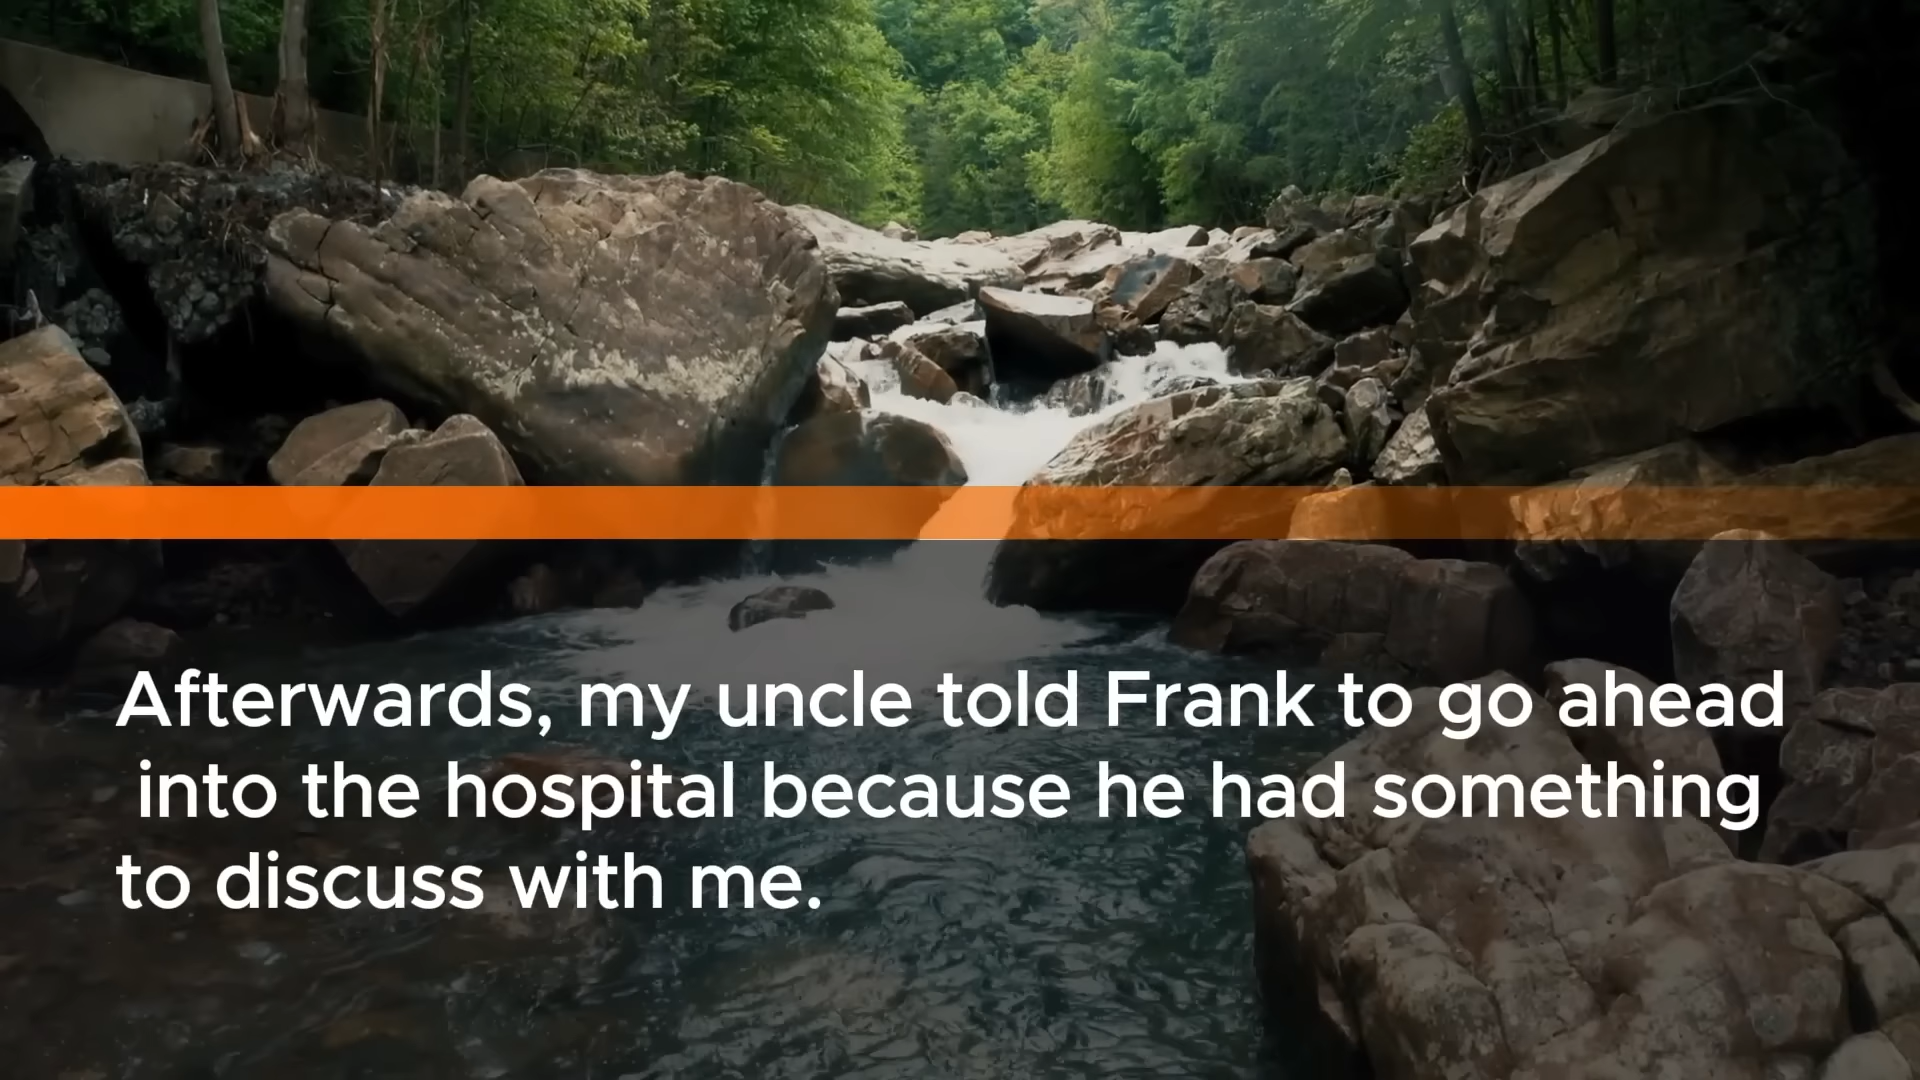 Afterwards, my uncle told Frank to go ahead
into the hospital because he had something
to discuss with me.